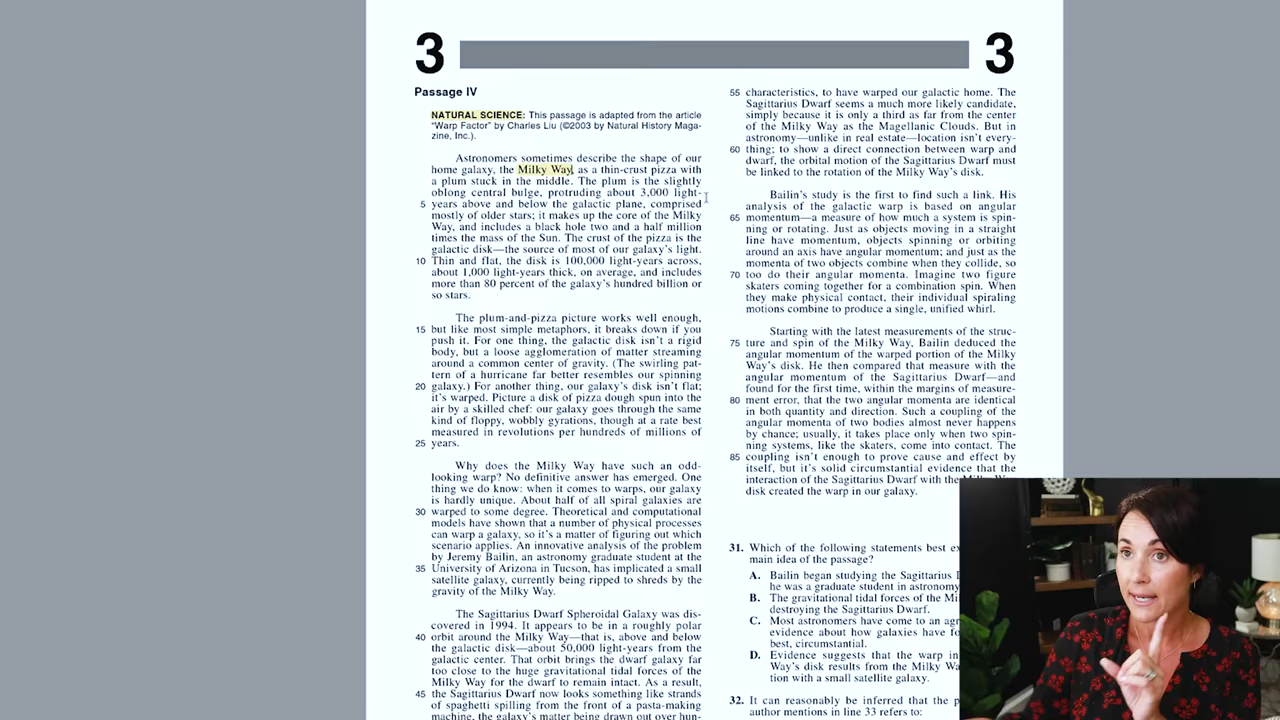 3 3
Passage IV
NATURAL SCIENCE: This passage is adapted from the article
"Warp Factor" by Charles Liu (©2003 by Natural History Maga-
zine, Inc.).
Astronomers sometimes describe the shape of our
home galaxy, the Milky Way, as a thin-crust pizza with
a plum stuck in the middle. The plum is the slightly
oblong central bulge, protruding about 3,000 light-
5 years above and below the galactic plane, comprised
mostly of older stars; it makes up the core of the Milky
Way, and includes a black hole two and a half million
times the mass of the Sun. The crust of the pizza is the
galactic disk—the source of most of our galaxy's light.
10 Thin and flat, the disk is 100,000 light-years across,
about 1,000 light-years thick, on average, and includes
more than 80 percent of the galaxy's hundred billion or
so stars.
The plum-and-pizza picture works well enough,
15 but like most simple metaphors, it breaks down if you
push it. For one thing, the galactic disk isn't a rigid
body, but a loose agglomeration of matter streaming
around a common center of gravity. (The swirling pat-
tern of a hurricane far better resembles our spinning
20 galaxy.) For another thing, our galaxy's disk isn't flat;
it's warped. Picture a disk of pizza dough spun into the
air by a skilled chef: our galaxy goes through the same
kind of floppy, wobbly gyrations, though at a rate best
measured in revolutions per hundreds of millions of
25 years.
Why does the Milky Way have such an odd-
looking warp? No definitive answer has emerged. One
thing we do know: when it comes to warps, our galaxy
is hardly unique. About half of all spiral galaxies are
30 warped to some degree. Theoretical and computational
models have shown that a number of physical processes
can warp a galaxy, so it's a matter of figuring out which
scenario applies. An innovative analysis of the problem
by Jeremy Bailin, an astronomy graduate student at the
35 University of Arizona in Tucson, has implicated a small
satellite galaxy, currently being ripped to shreds by the
gravity of the Milky Way.
The Sagittarius Dwarf Spheroidal Galaxy was dis-
covered in 1994. It appears to be in a roughly polar
40 orbit around the Milky Way—that is, above and below
the galactic disk—about 50,000 light-years from the
galactic center. That orbit brings the dwarf galaxy far
too close to the huge gravitational tidal forces of the
Milky Way for the dwarf to remain intact. As a result,
45 the Sagittarius Dwarf now looks something like strands
of spaghetti spilling from the front of a pasta-making
machine, the galaxy's matter being drawn out over hun-
55 characteristics, to have warped our galactic home. The
Sagittarius Dwarf seems a much more likely candidate,
simply because it is only a third as far from the center
of the Milky Way as the Magellanic Clouds. But in
astronomy—unlike in real estate—location isn't every-
60 thing; to show a direct connection between warp and
dwarf, the orbital motion of the Sagittarius Dwarf must
be linked to the rotation of the Milky Way's disk.
Bailin's study is the first to find such a link. His
analysis of the galactic warp is based on angular
65 momentum—a measure of how much a system is spin-
ning or rotating. Just as objects moving in a straight
line have momentum, objects spinning or orbiting
around an axis have angular momentum; and just as the
momenta of two objects combine when they collide, so
70 too do their angular momenta. Imagine two figure
skaters coming together for a combination spin. When
they make physical contact, their individual spiraling
motions combine to produce a single, unified whirl.
Starting with the latest measurements of the struc-
75 ture and spin of the Milky Way, Bailin deduced the
angular momentum of the warped portion of the Milky
Way's disk. He then compared that measure with the
angular momentum of the Sagittarius Dwarf—and
found for the first time, within the margins of measure-
80 ment error, that the two angular momenta are identical
in both quantity and direction. Such a coupling of the
angular momenta of two bodies almost never happens
by chance; usually, it takes place only when two spin-
ning systems, like the skaters, come into contact. The
85 coupling isn't enough to prove cause and effect by
itself, but it's solid circumstantial evidence that the
interaction of the Sagittarius Dwarf with the
disk created the warp in our galaxy.
31. Which of the following statements best
main idea of the passage?
A. Bailin began studying the Sagittarius
he was a graduate student in astronomy
B. The gravitational tidal forces of the
destroying the Sagittarius Dwarf.
C. Most astronomers have come to an
evidence about how galaxies have
best, circumstantial.
D. Evidence suggests that the warp in
Way's disk results from the Milky
tion with a small satellite galaxy.
32. It can reasonably be inferred that the
author mentions in line 33 refers to: